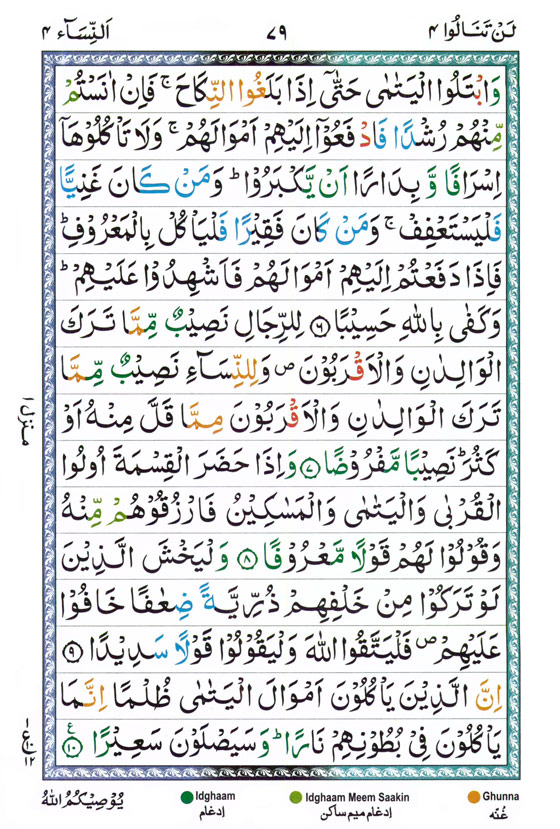 لَنْ تَنَالُوْا ٤
٧٩
اَلنِّسَآء ٤
وَابْتَلُوا الْيَتٰمٰى حَتّٰۤى اِذَا بَلَغُوا النِّكَاحَ ۚ فَاِنْ اٰنَسْتُمْ
مِّنْهُمْ رُشْدًا فَادْفَعُوْۤا اِلَيْهِمْ اَمْوَالَهُمْ ۚ وَلَا تَاْكُلُوْهَاۤ
اِسْرَافًا وَّ بِدَارًا اَنْ يَّكْبَرُوْا ؕ وَمَنْ كَانَ غَنِيًّا
فَلْيَسْتَعْفِفْ ۚ وَمَنْ كَانَ فَقِيْرًا فَلْيَاْكُلْ بِالْمَعْرُوْفِ ؕ
فَاِذَا دَفَعْتُمْ اِلَيْهِمْ اَمْوَالَهُمْ فَاَشْهِدُوْا عَلَيْهِمْ ؕ
وَكَفٰى بِاللّٰهِ حَسِيْبًا ۝٦ لِلرِّجَالِ نَصِيْبٌ مِّمَّا تَرَكَ
الْوَالِدٰنِ وَالْاَقْرَبُوْنَ ۪ وَلِلنِّسَآءِ نَصِيْبٌ مِّمَّا
تَرَكَ الْوَالِدٰنِ وَالْاَقْرَبُوْنَ مِمَّا قَلَّ مِنْهُ اَوْ
كَثُرَ ؕ نَصِيْبًا مَّفْرُوْضًا ۝٧ وَاِذَا حَضَرَ الْقِسْمَةَ اُولُوا
الْقُرْبٰى وَالْيَتٰمٰى وَالْمَسٰكِيْنُ فَارْزُقُوْهُمْ مِّنْهُ
وَقُوْلُوْا لَهُمْ قَوْلًا مَّعْرُوْفًا ۝٨ وَلْيَخْشَ الَّذِيْنَ
لَوْ تَرَكُوْا مِنْ خَلْفِهِمْ ذُرِّيَّةً ضِعٰفًا خَافُوْا
عَلَيْهِمْ ۪ فَلْيَتَّقُوا اللّٰهَ وَلْيَقُوْلُوْا قَوْلًا سَدِيْدًا ۝٩
اِنَّ الَّذِيْنَ يَاْكُلُوْنَ اَمْوَالَ الْيَتٰمٰى ظُلْمًا اِنَّمَا
يَاْكُلُوْنَ فِيْ بُطُوْنِهِمْ نَارًا ؕ وَسَيَصْلَوْنَ سَعِيْرًا ۝١٠ ع
منزل ١
ع
١٢
يُوْصِيْكُمُ اللّٰهُ
Idghaam
اِدغام
Idghaam Meem Saakin
اِدغام میم ساکن
Ghunna
غُنّه